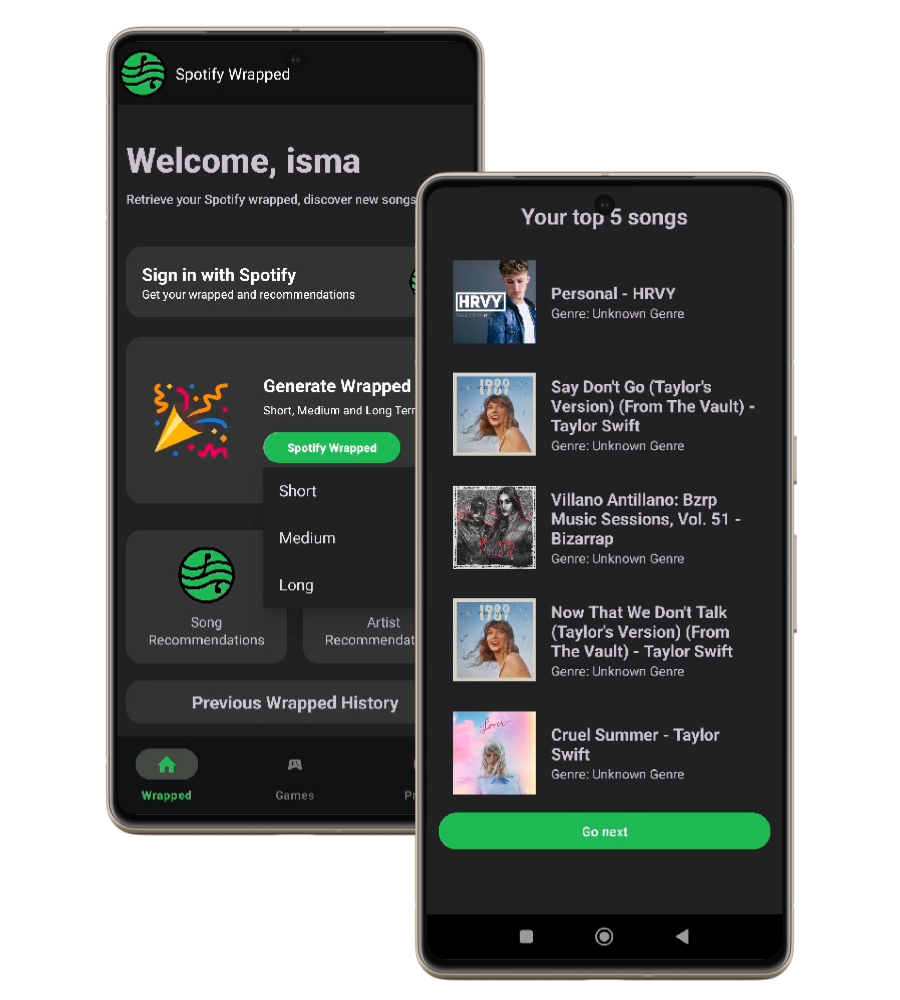 Spotify Wrapped
Welcome, isma
Retrieve your Spotify wrapped, discover new songs
Sign in with Spotify
Get your wrapped and recommendations
Generate Wrapped
Short, Medium and Long
Spotify Wrapped
Short
Medium
Long
Song
Recommendations
Artist
Previous Wrapped History
Wrapped
Games
Your top 5 songs
HRVY
Personal - HRVY
Genre: Unknown Genre
1989
Say Don't Go (Taylor's
Version) (From The Vault) -
Taylor Swift
Genre: Unknown Genre
Villano Antillano: Bzrp
Music Sessions, Vol. 51 -
Bizarrap
Genre: Unknown Genre
1989
Now That We Don't Talk
(Taylor's Version) (From
The Vault) - Taylor Swift
Genre: Unknown Genre
Lover
Cruel Summer - Taylor
Swift
Genre: Unknown Genre
Go next